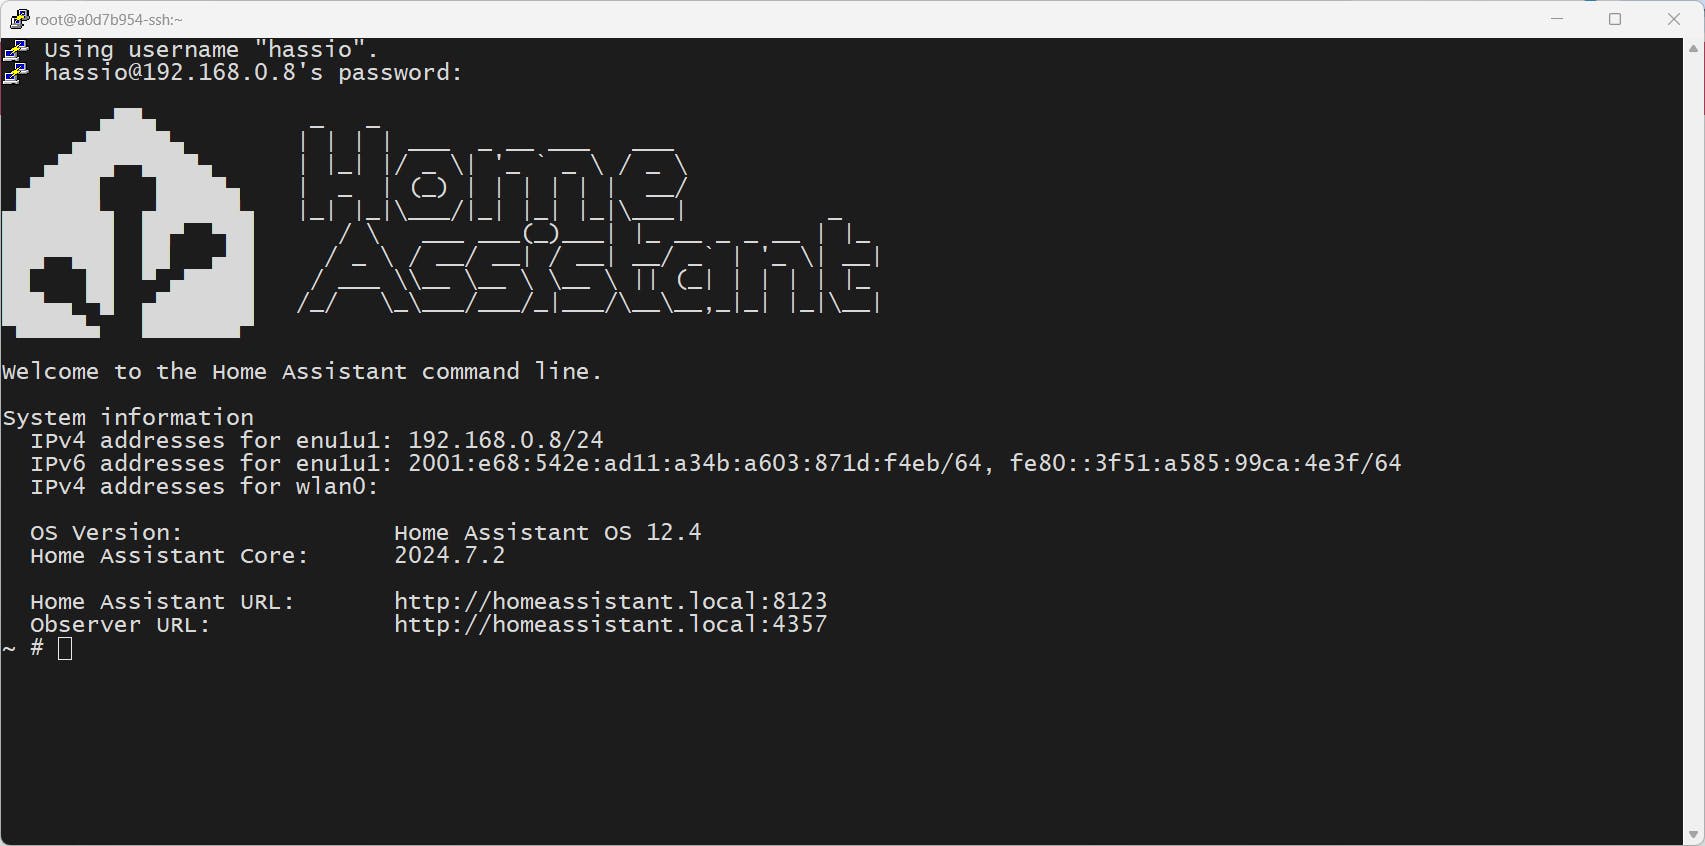 root@a0d7b954-ssh:~
Using username "hassio".
hassio@192.168.0.8's password:
Home
Assistant
Welcome to the Home Assistant command line.
System information
IPv4 addresses for enu1u1: 192.168.0.8/24
IPv6 addresses for enu1u1: 2001:e68:542e:ad11:a34b:a603:871d:f4eb/64, fe80::3f51:a585:99ca:4e3f/64
IPv4 addresses for wlan0:
OS Version: Home Assistant OS 12.4
Home Assistant Core: 2024.7.2
Home Assistant URL: http://homeassistant.local:8123
Observer URL: http://homeassistant.local:4357
~ #